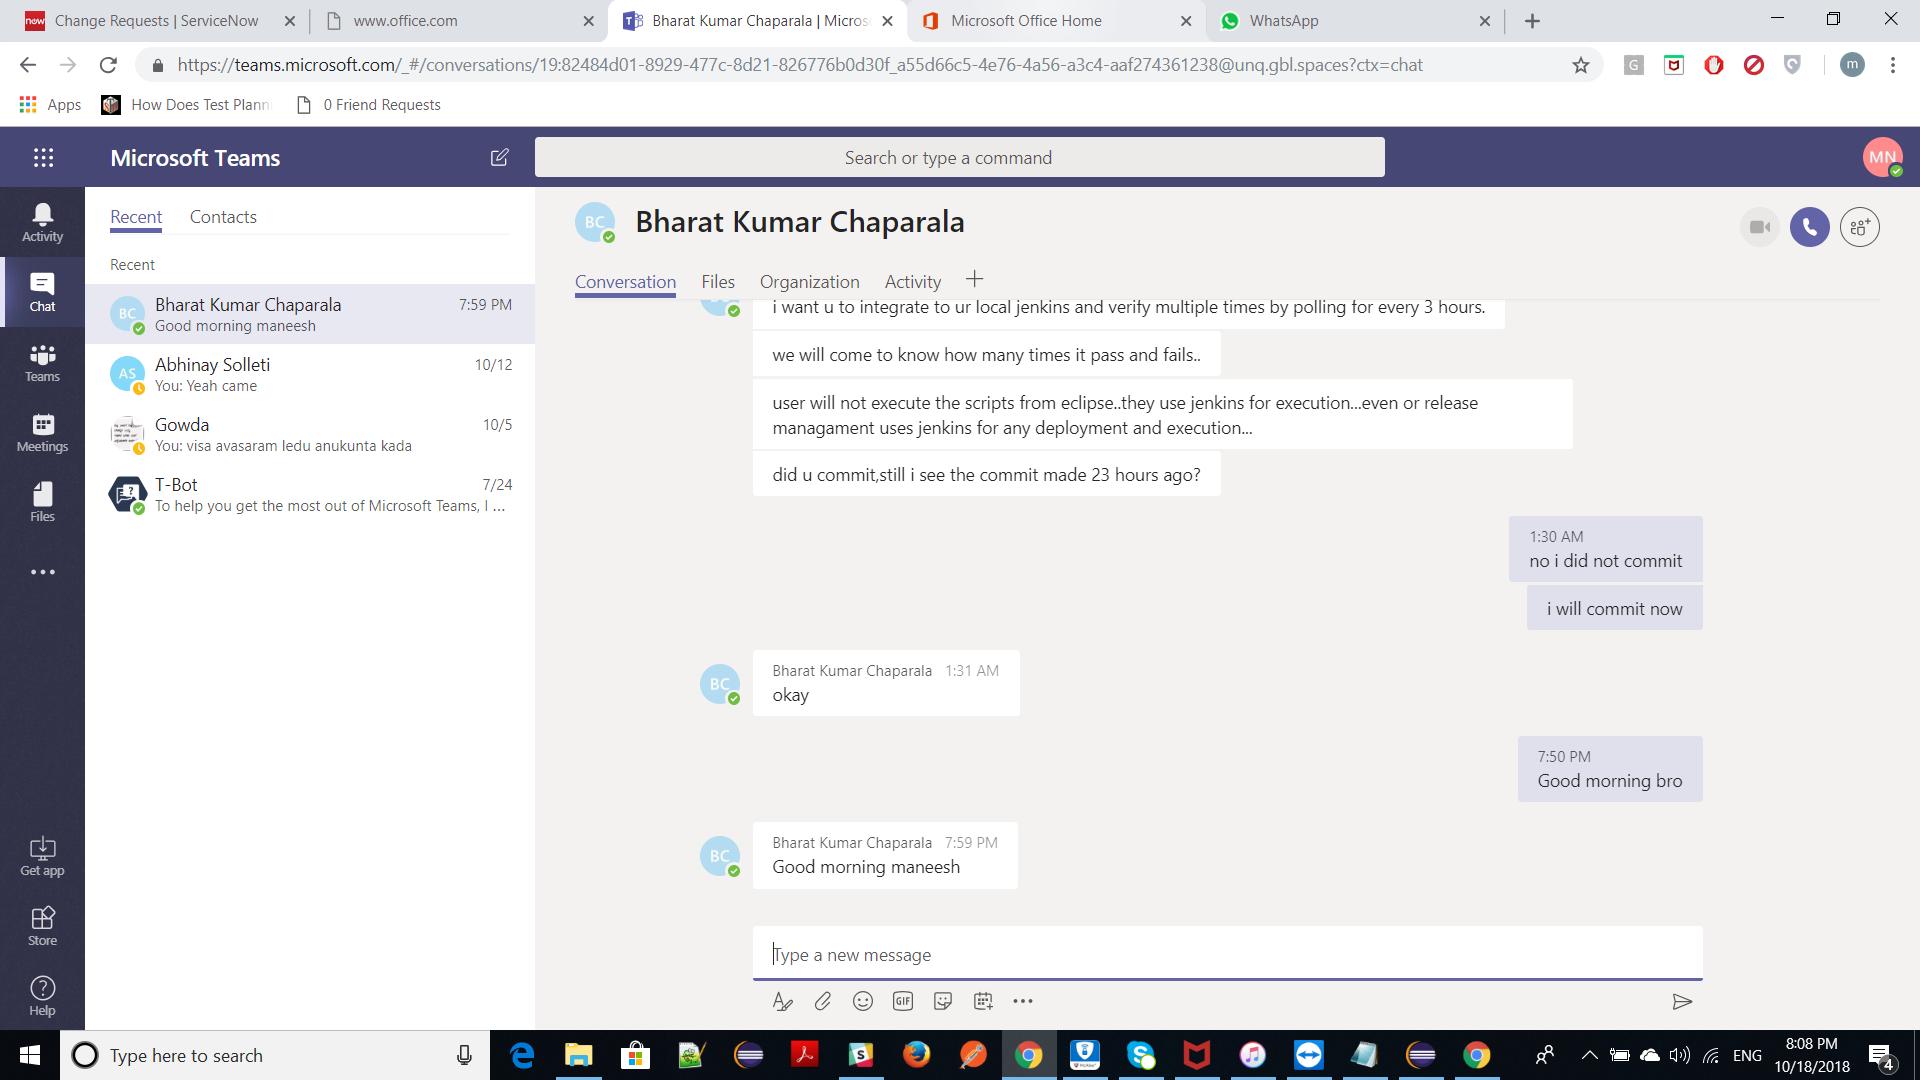 Change Requests | ServiceNow
www.office.com
Bharat Kumar Chaparala | Micros
Microsoft Office Home
WhatsApp
https://teams.microsoft.com/_#/conversations/19:82484d01-8929-477c-8d21-826776b0d30f_a55d66c5-4e76-4a56-a3c4-aaf274361238@unq.gbl.spaces?ctx=chat
G
m
Apps
How Does Test Plann
0 Friend Requests
Microsoft Teams
Search or type a command
MN
Activity
Chat
Teams
Meetings
Files
Get app
Store
Help
Recent
Contacts
Recent
BC
Bharat Kumar Chaparala
7:59 PM
Good morning maneesh
AS
Abhinay Solleti
10/12
You: Yeah came
Gowda
10/5
You: visa avasaram ledu anukunta kada
T-Bot
7/24
To help you get the most out of Microsoft Teams, I ...
BC
Bharat Kumar Chaparala
Conversation
Files
Organization
Activity
i want u to integrate to ur local jenkins and verify multiple times by polling for every 3 hours.
we will come to know how many times it pass and fails..
user will not execute the scripts from eclipse..they use jenkins for execution...even or release
managament uses jenkins for any deployment and execution...
did u commit,still i see the commit made 23 hours ago?
1:30 AM
no i did not commit
i will commit now
BC
Bharat Kumar Chaparala 1:31 AM
okay
7:50 PM
Good morning bro
BC
Bharat Kumar Chaparala 7:59 PM
Good morning maneesh
Type a new message
GIF
Type here to search
ENG
8:08 PM
10/18/2018
4